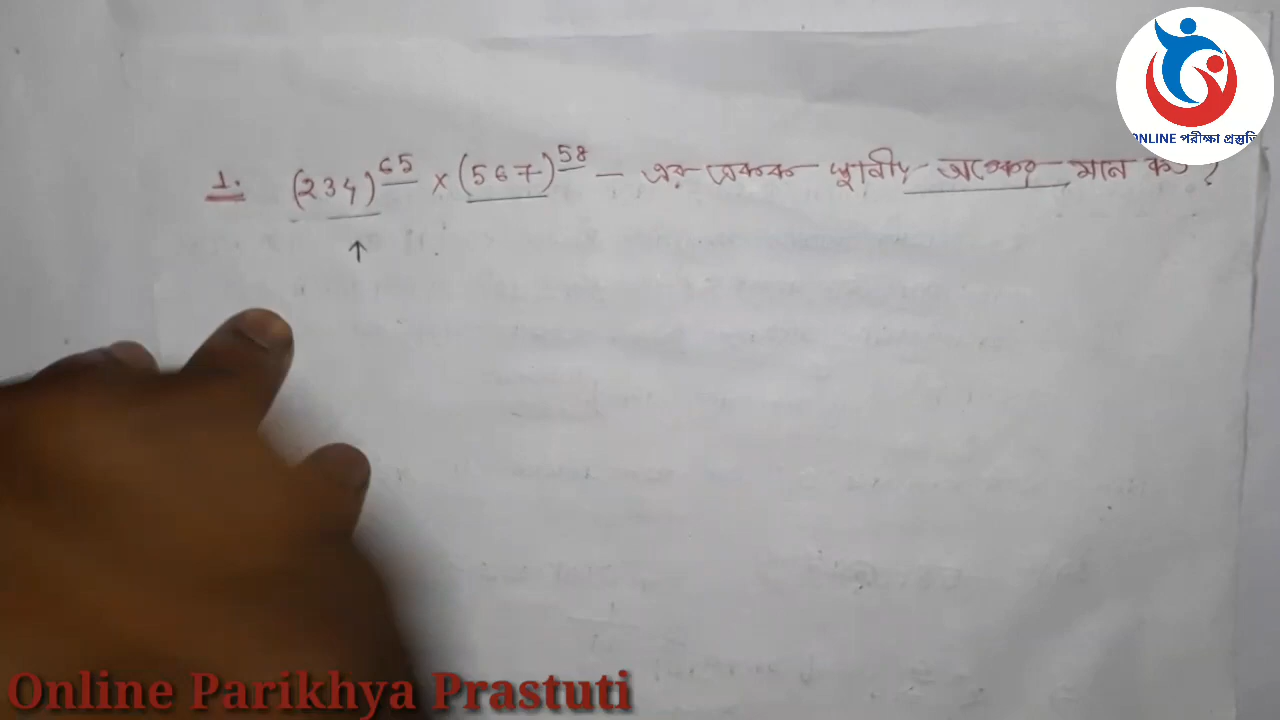 ONLINE পরীক্ষা প্রস্তুতি
1. (234)^65 × (567)^58 – এর একক স্থানীয় অঙ্কের মান কত ?
Online Parikhya Prastuti